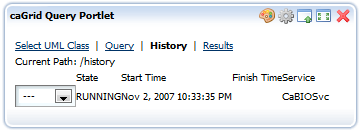 caGrid Query Portlet
Select UML Class | Query | History | Results
Current Path: /history
State Start Time Finish Time Service
--- RUNNING Nov 2, 2007 10:33:35 PM CaBIOSvc